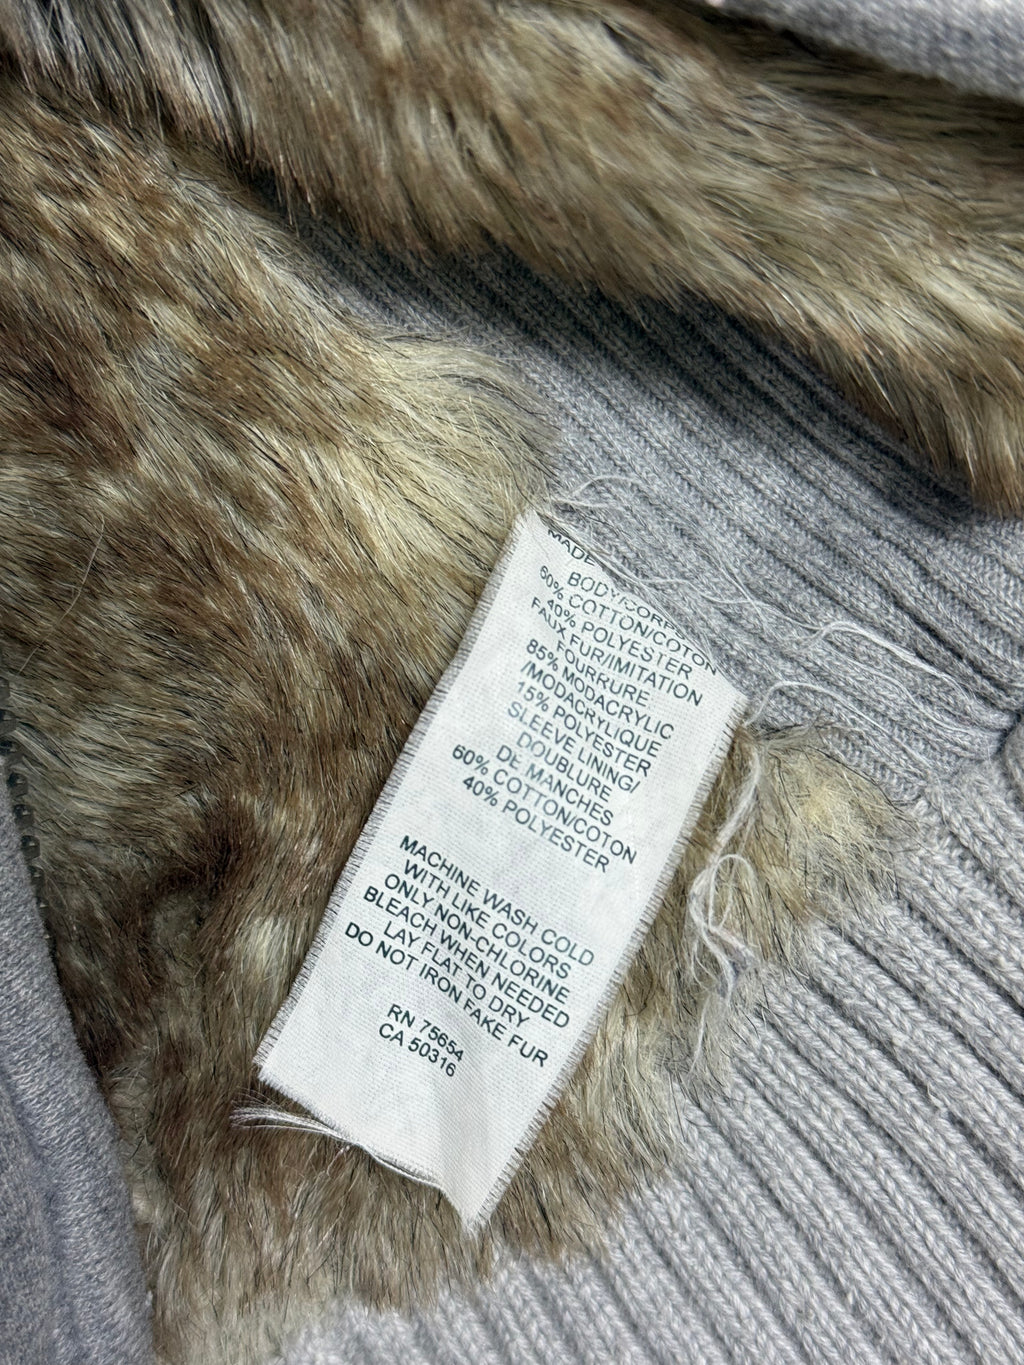 MADE
BODY/CORPS
60% COTTON/COTON
40% POLYESTER
FAUX FOUR/IMITATION
FOURRURE
85% MODACRYLIC
/MODACRYLIQUE
15% POLYESTER
SLEEVE LINING/
DOUBLURE
DE MANCHES
60% COTTON/COTON
40% POLYESTER
MACHINE WASH COLD
WITH LIKE COLORS
ONLY NON-CHLORINE
BLEACH WHEN NEEDED
LAY FLAT TO DRY
DO NOT IRON FAKE FUR
RN 75654
CA 50316